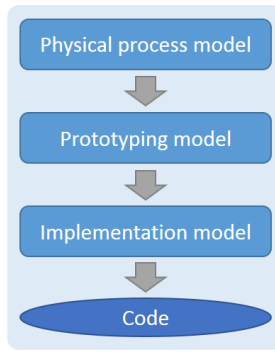 Physical process model
Prototyping model
Implementation model
Code